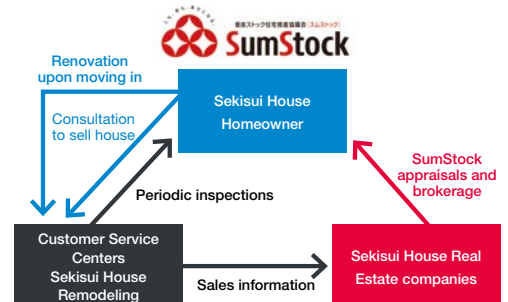 SumStock
Renovation
upon moving in
Sekisui House
Homeowner
Consultation
to sell house
SumStock
appraisals and
brokerage
Periodic inspections
Customer Service
Centers
Sekisui House
Remodeling
Sales information
Sekisui House Real
Estate companies